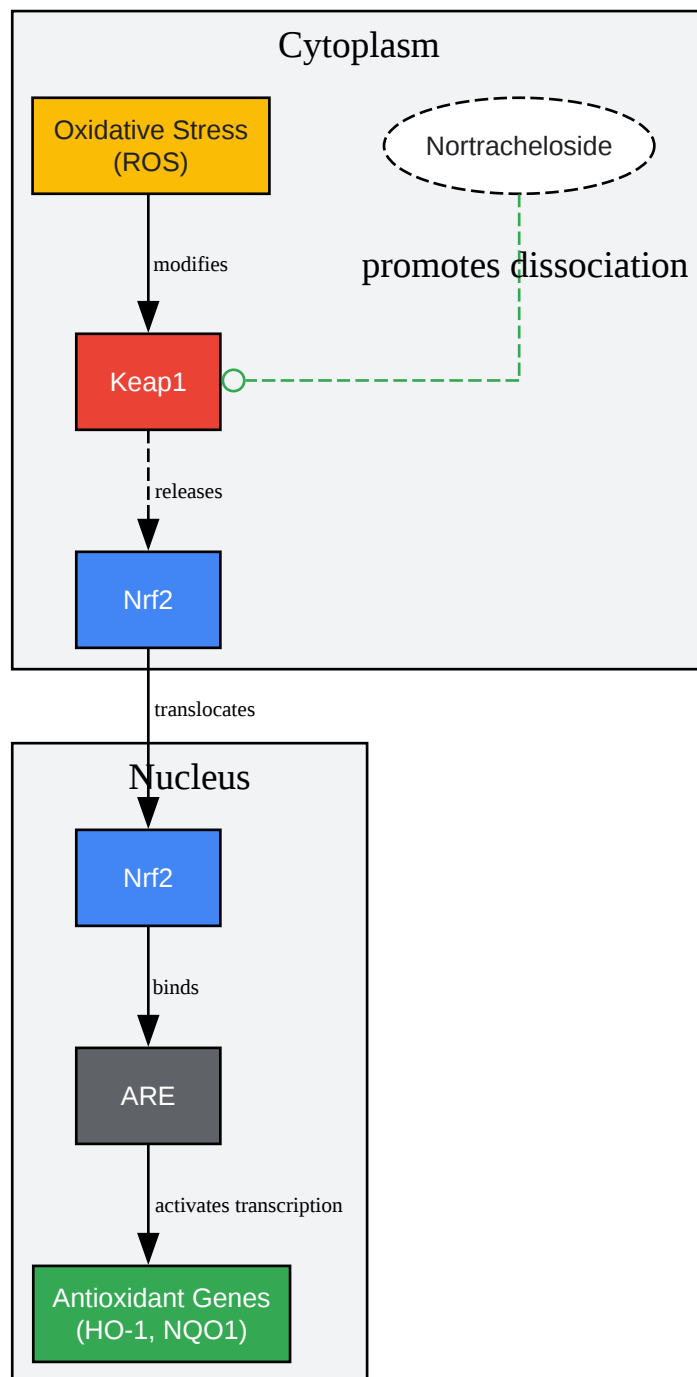 Cytoplasm
Oxidative Stress
(ROS)
Nortracheloside
modifies
promotes dissociation
Keap1
releases
Nrf2
translocates
Nucleus
Nrf2
binds
ARE
activates transcription
Antioxidant Genes
(HO-1, NQO1)